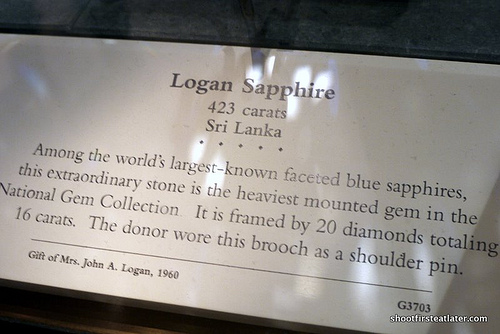 Logan Sapphire
423 carats
Sri Lanka
Among the world's largest-known faceted blue sapphires,
this extraordinary stone is the heaviest mounted gem in the
National Gem Collection It is framed by 20 diamonds totaling
16 carats. The donor wore this brooch as a shoulder pin.
Gift of Mrs. John A. Logan, 1960
G3703
shootfirsteatlater.com